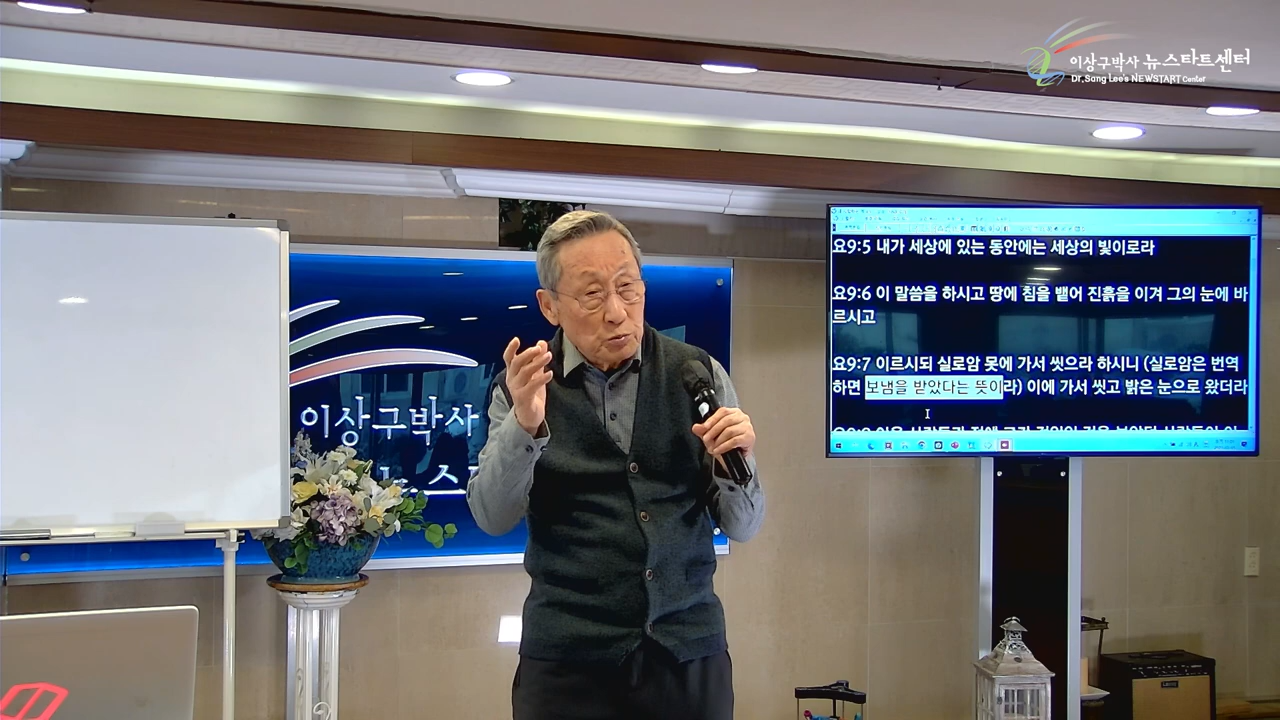 이상구박사 뉴스타트센터
Dr.Sang Lee's NEWSTART Center
요9:5 내가 세상에 있는 동안에는 세상의 빛이로라
요9:6 이 말씀을 하시고 땅에 침을 뱉어 진흙을 이겨 그의 눈에 바
르시고
요9:7 이르시되 실로암 못에 가서 씻으라 하시니 (실로암은 번역
하면 보냄을 받았다는 뜻이라) 이에 가서 씻고 밝은 눈으로 왔더라
이상구박사